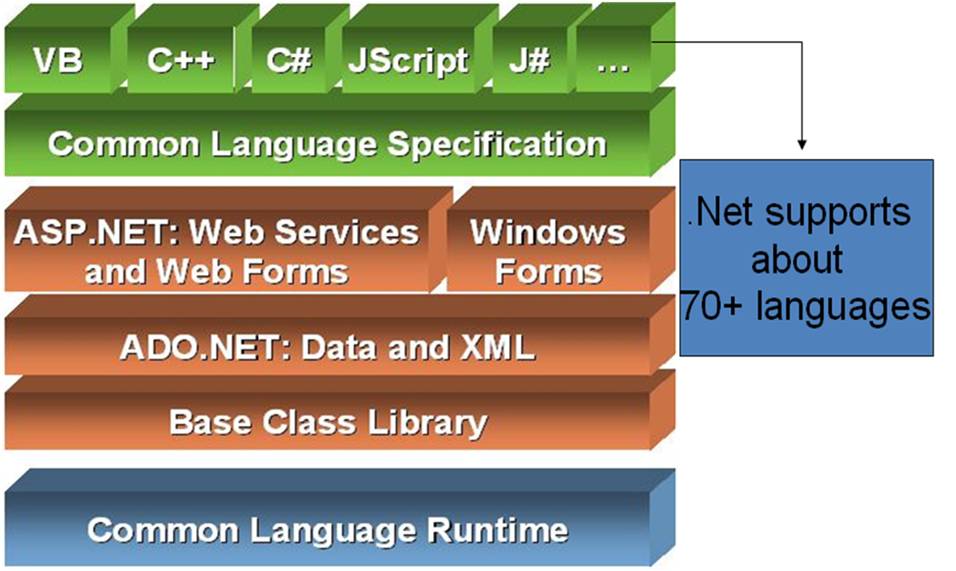 VB C++ C# JScript J# ...
Common Language Specification
ASP.NET: Web Services
and Web Forms
Windows
Forms
ADO.NET: Data and XML
Base Class Library
Common Language Runtime
.Net supports
about
70+ languages